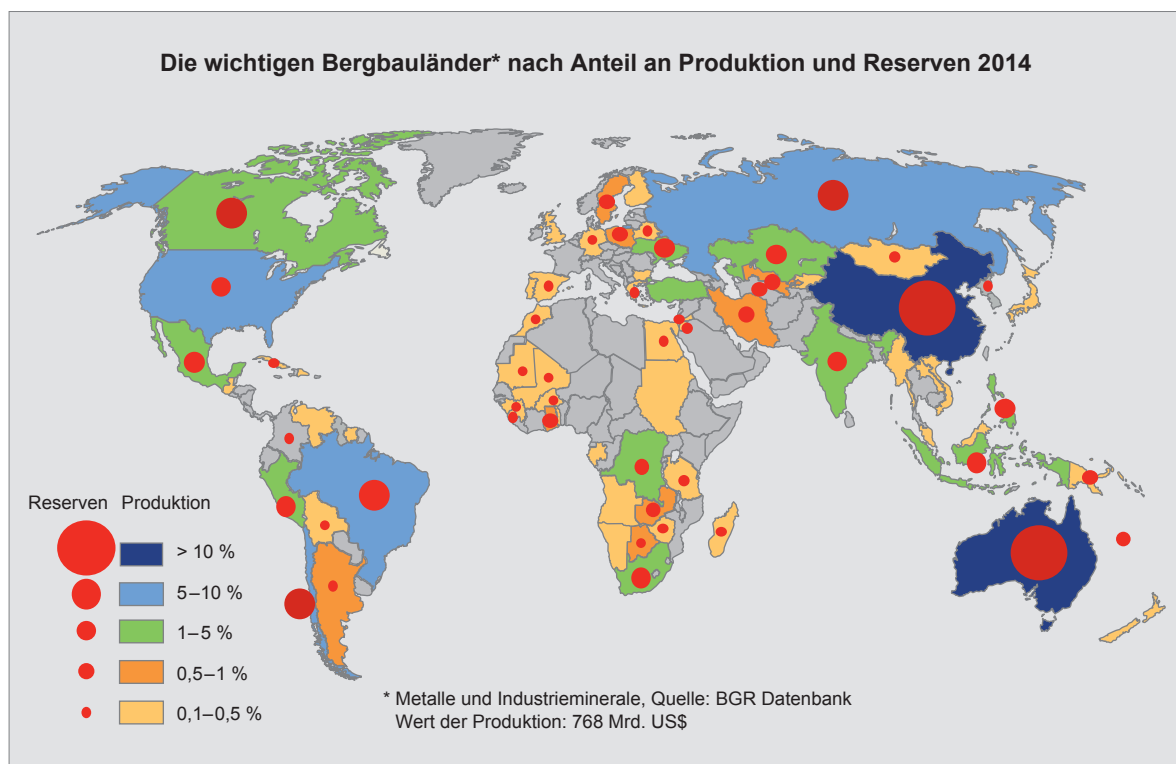 Die wichtigen Bergbauländer* nach Anteil an Produktion und Reserven 2014
Reserven Produktion
> 10 %
5–10 %
1–5 %
0,5–1 %
0,1–0,5 %
* Metalle und Industrieminerale, Quelle: BGR Datenbank
Wert der Produktion: 768 Mrd. US$